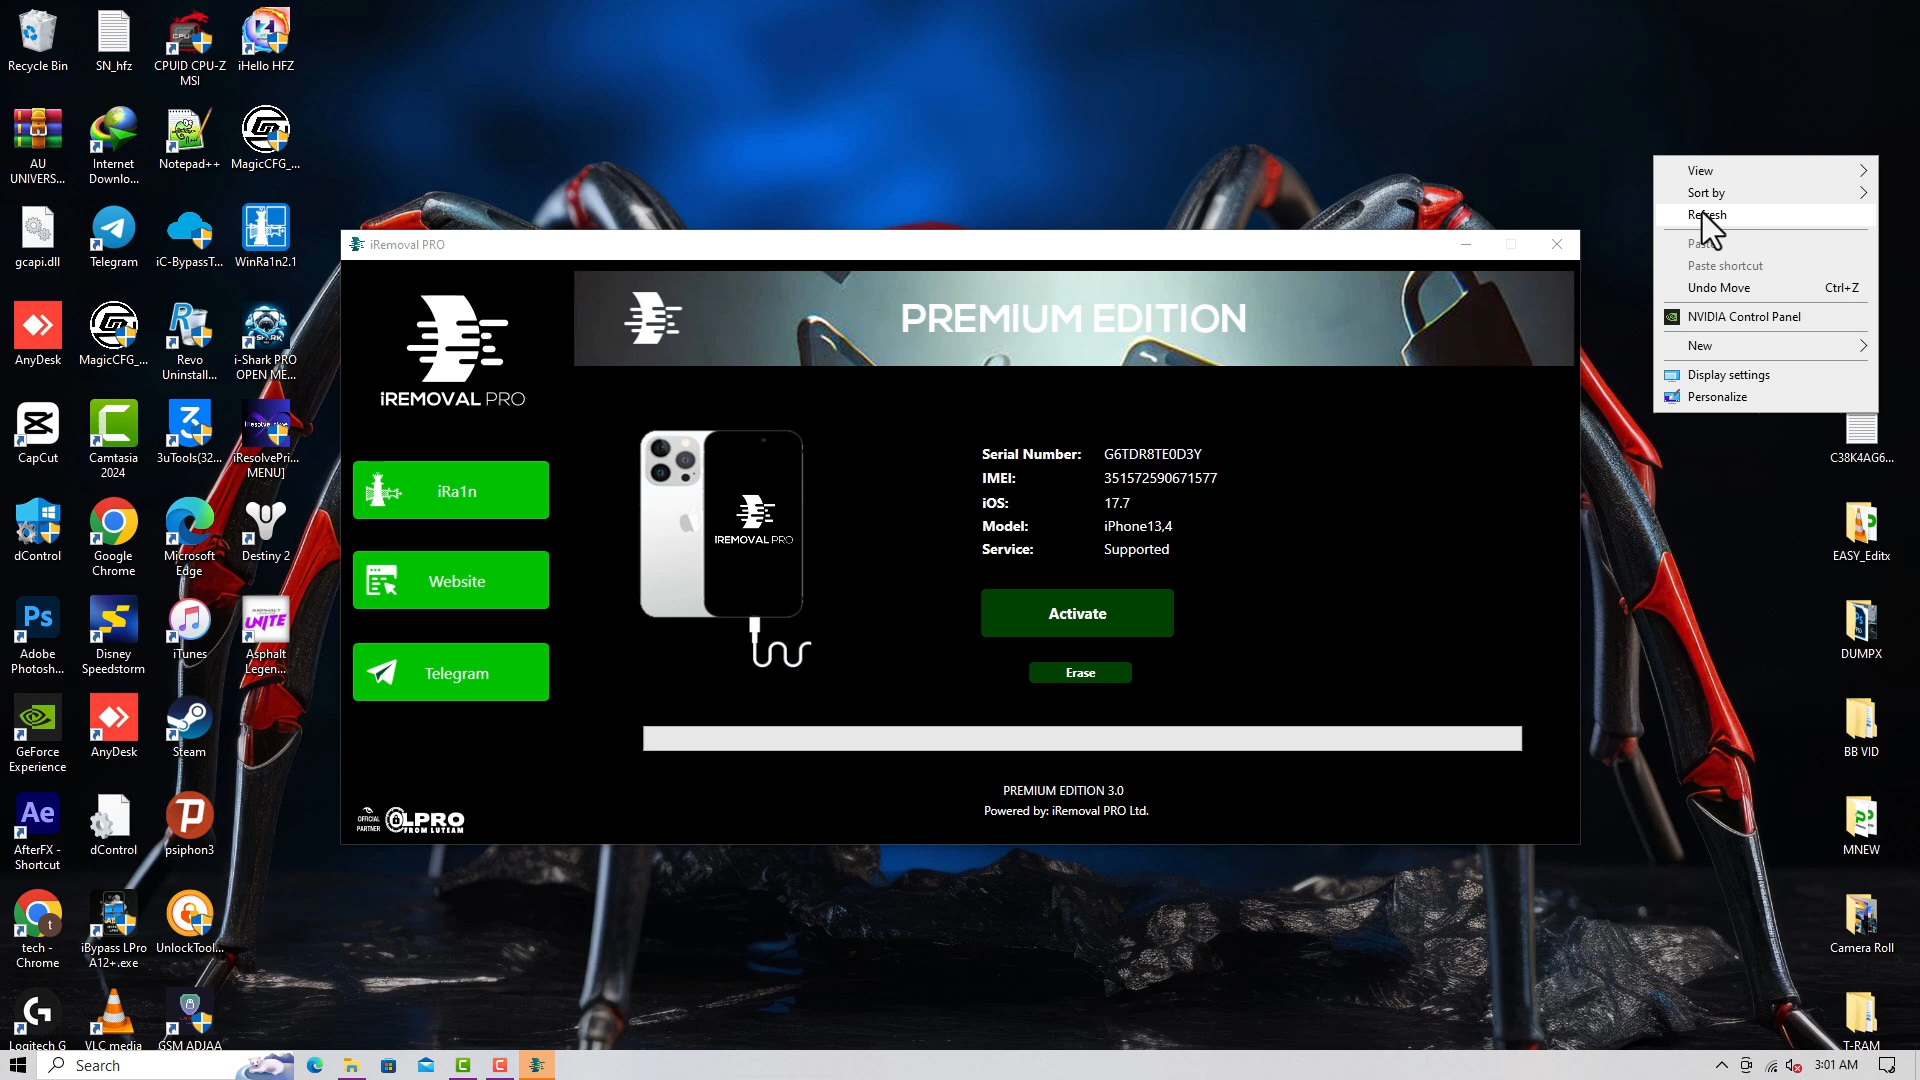 Recycle Bin
SN_hfz
CPUID CPU-Z
MSI
iHello HFZ
AU
UNIVERS...
Internet
Downlo...
Notepad++
MagicCFG_...
gcapi.dll
Telegram
iC-BypassT...
WinRa1n2.1
AnyDesk
MagicCFG_...
Revo
Uninstall...
i-Shark PRO
OPEN ME...
CapCut
Camtasia
2024
3uTools(32...
iResolvePri...
MENU]
dControl
Google
Chrome
Microsoft
Edge
Destiny 2
Adobe
Photosh...
Disney
Speedstorm
iTunes
Asphalt
Legen...
GeForce
Experience
AnyDesk
Steam
AfterFX -
Shortcut
dControl
psiphon3
tech -
Chrome
iBypass LPro
A12+.exe
UnlockTool...
Logitech G
VLC media
GSM ADJAA
iRemoval PRO
PREMIUM EDITION
iREMOVAL PRO
iRa1n
Website
Telegram
OFFICIAL
PARTNER
LPRO
FROM LUTEAM
IREMOVAL PRO
Serial Number: G6TDR8TE0D3Y
IMEI: 351572590671577
iOS: 17.7
Model: iPhone13,4
Service: Supported
Activate
Erase
PREMIUM EDITION 3.0
Powered by: iRemoval PRO Ltd.
View
Sort by
Refresh
Paste
Paste shortcut
Undo Move Ctrl+Z
NVIDIA Control Panel
New
Display settings
Personalize
C38K4AG6...
EASY_Editx
DUMPX
BB VID
MNEW
Camera Roll
T-RAM
Search
3:01 AM